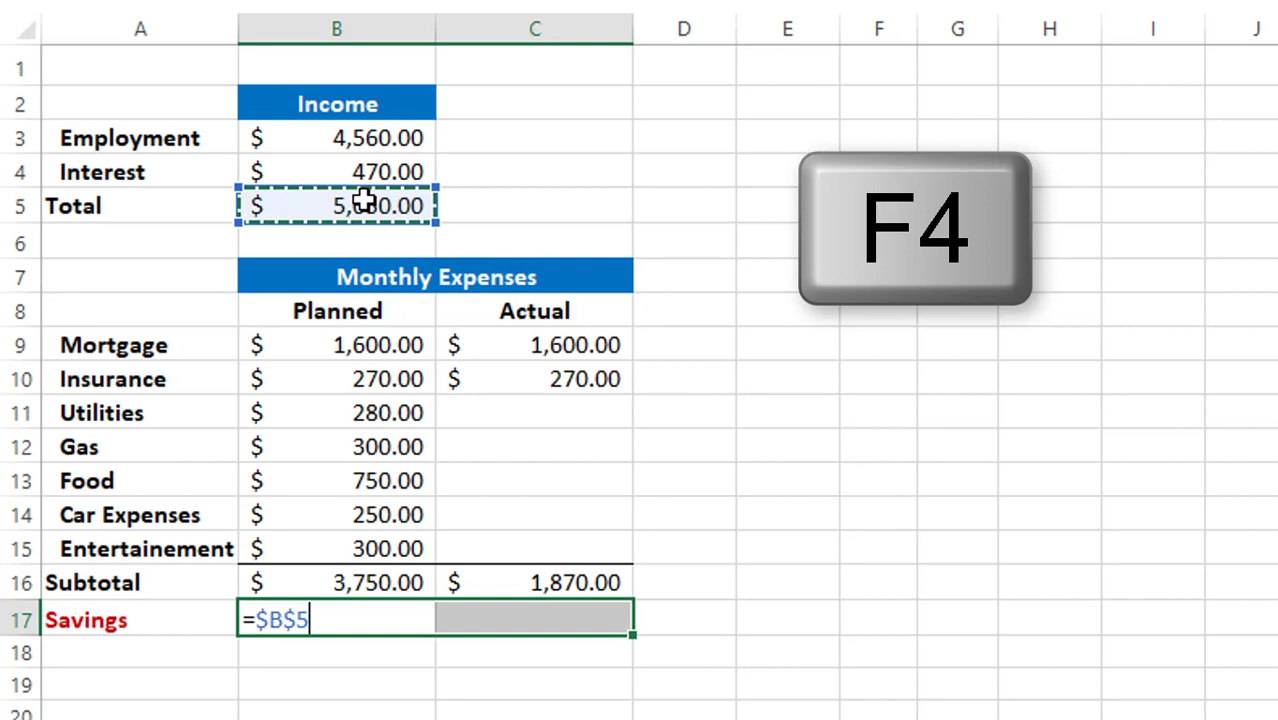 A B C D E F G H I J
1
2 Income
3 Employment $ 4,560.00
4 Interest $ 470.00
5 Total $
6
7 Monthly Expenses
8 Planned Actual
9 Mortgage $ 1,600.00 $ 1,600.00
10 Insurance $ 270.00 $ 270.00
11 Utilities $ 280.00
12 Gas $ 300.00
13 Food $ 750.00
14 Car Expenses $ 250.00
15 Entertainement $ 300.00
16 Subtotal $ 3,750.00 $ 1,870.00
17 Savings =$B$5
18
19
20
F4